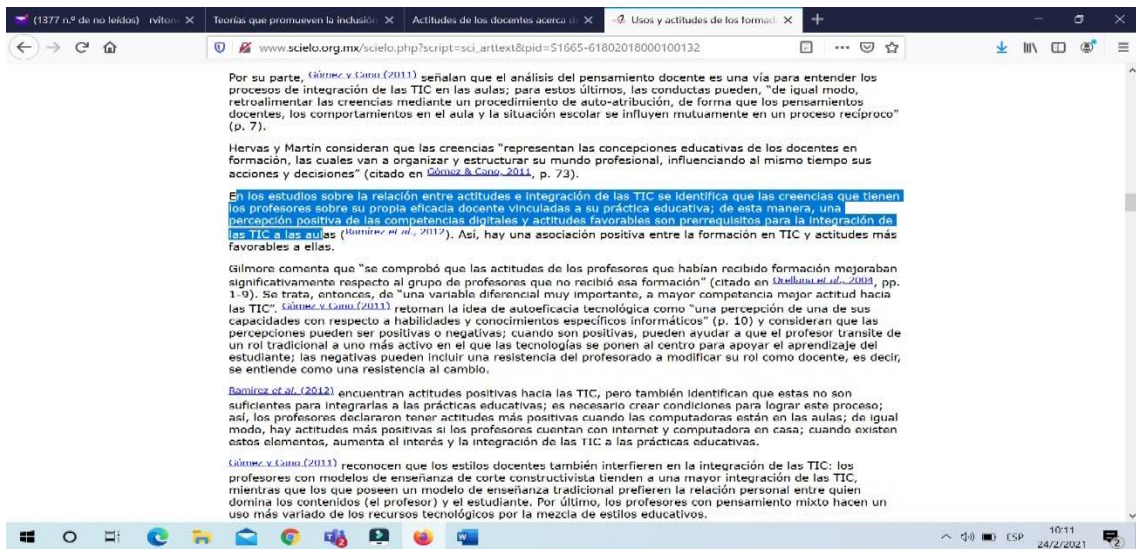 (1377 n.º de no leídos) rviton
Teorías que promueven la inclusión
Actitudes de los docentes acerca d
Usos y actitudes de los formad
www.scielo.org.mx/scielo.php?script=sci_arttext&pid=S1665-61802018000100132
Por su parte, Gómez y Cano (2011) señalan que el análisis del pensamiento docente es una vía para entender los
procesos de integración de las TIC en las aulas; para estos últimos, las conductas pueden, "de igual modo,
retroalimentar las creencias mediante un procedimiento de auto-atribución, de forma que los pensamientos
docentes, los comportamientos en el aula y la situación escolar se influyen mutuamente en un proceso recíproco"
(p. 7).
Hervas y Martín consideran que las creencias "representan las concepciones educativas de los docentes en
formación, las cuales van a organizar y estructurar su mundo profesional, influenciando al mismo tiempo sus
acciones y decisiones" (citado en Gómez & Cano, 2011, p. 73).
En los estudios sobre la relación entre actitudes e integración de las TIC se identifica que las creencias que tienen
los profesores sobre su propia eficacia docente vinculadas a su práctica educativa; de esta manera, una
percepción positiva de las competencias digitales y actitudes favorables son prerrequisitos para la integración de
las TIC a las aulas (Ramírez et al., 2012). Así, hay una asociación positiva entre la formación en TIC y actitudes más
favorables a ellas.
Gilmore comenta que "se comprobó que las actitudes de los profesores que habían recibido formación mejoraban
significativamente respecto al grupo de profesores que no recibió esa formación" (citado en Orellana et al., 2004, pp.
1-9). Se trata, entonces, de "una variable diferencial muy importante, a mayor competencia mejor actitud hacia
las TIC". Gómez y Cano (2011) retoman la idea de autoeficacia tecnológica como "una percepción de una de sus
capacidades con respecto a habilidades y conocimientos específicos informáticos" (p. 10) y consideran que las
percepciones pueden ser positivas o negativas; cuando son positivas, pueden ayudar a que el profesor transite de
un rol tradicional a uno más activo en el que las tecnologías se ponen al centro para apoyar el aprendizaje del
estudiante; las negativas pueden incluir una resistencia del profesorado a modificar su rol como docente, es decir,
se entiende como una resistencia al cambio.
Ramírez et al. (2012) encuentran actitudes positivas hacia las TIC, pero también identifican que estas no son
suficientes para integrarlas a las prácticas educativas; es necesario crear condiciones para lograr este proceso;
así, los profesores declararon tener actitudes más positivas cuando las computadoras están en las aulas; de igual
modo, hay actitudes más positivas si los profesores cuentan con internet y computadora en casa; cuando existen
estos elementos, aumenta el interés y la integración de las TIC a las prácticas educativas.
Gómez y Cano (2011) reconocen que los estilos docentes también interfieren en la integración de las TIC: los
profesores con modelos de enseñanza de corte constructivista tienden a una mayor integración de las TIC,
mientras que los que poseen un modelo de enseñanza tradicional prefieren la relación personal entre quien
domina los contenidos (el profesor) y el estudiante. Por último, los profesores con pensamiento mixto hacen un
uso más variado de los recursos tecnológicos por la mezcla de estilos educativos.
ESP
10:11
24/2/2021